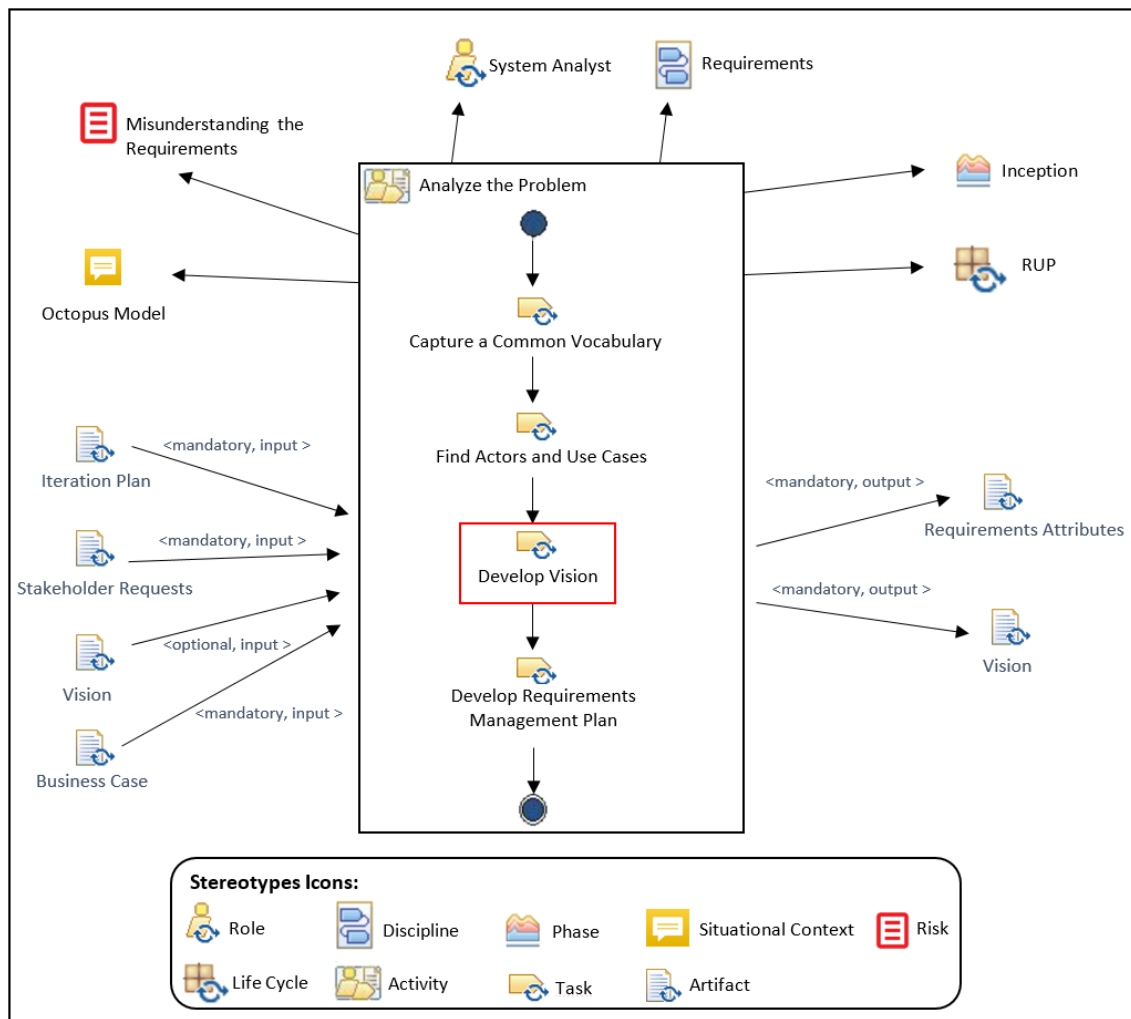 System Analyst
Requirements
Misunderstanding the
Requirements
Analyze the Problem
Inception
RUP
Octopus Model
Capture a Common Vocabulary
Find Actors and Use Cases
<mandatory, input >
Iteration Plan
<mandatory, output >
Requirements Attributes
<mandatory, input >
Stakeholder Requests
Develop Vision
<mandatory, output >
<optional, input >
Vision
Vision
Develop Requirements
Management Plan
<mandatory, input >
Business Case
Stereotypes Icons:
Role
Discipline
Phase
Situational Context
Risk
Life Cycle
Activity
Task
Artifact